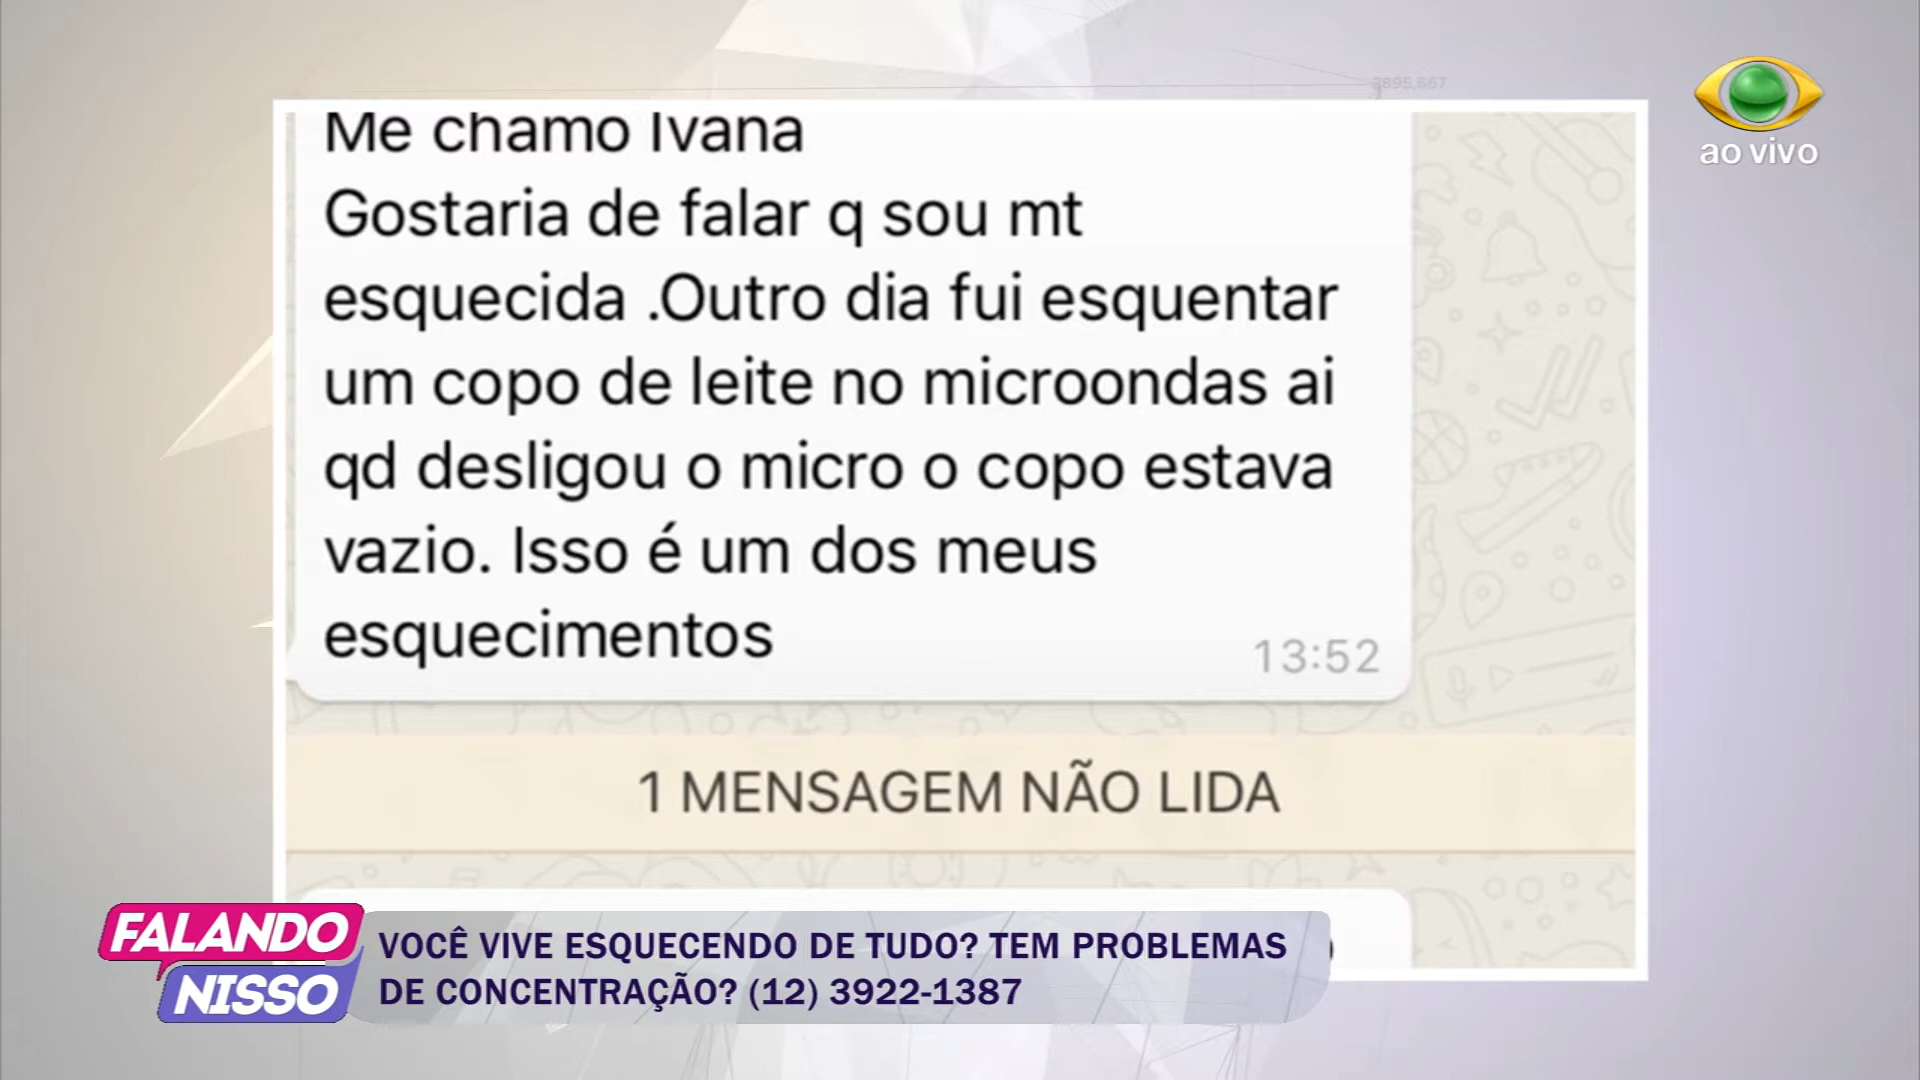 3895,667
ao vivo
Me chamo Ivana
Gostaria de falar q sou mt
esquecida .Outro dia fui esquentar
um copo de leite no microondas ai
qd desligou o micro o copo estava
vazio. Isso é um dos meus
esquecimentos
13:52
1 MENSAGEM NÃO LIDA
FALANDO
NISSO
VOCÊ VIVE ESQUECENDO DE TUDO? TEM PROBLEMAS
DE CONCENTRAÇÃO? (12) 3922-1387